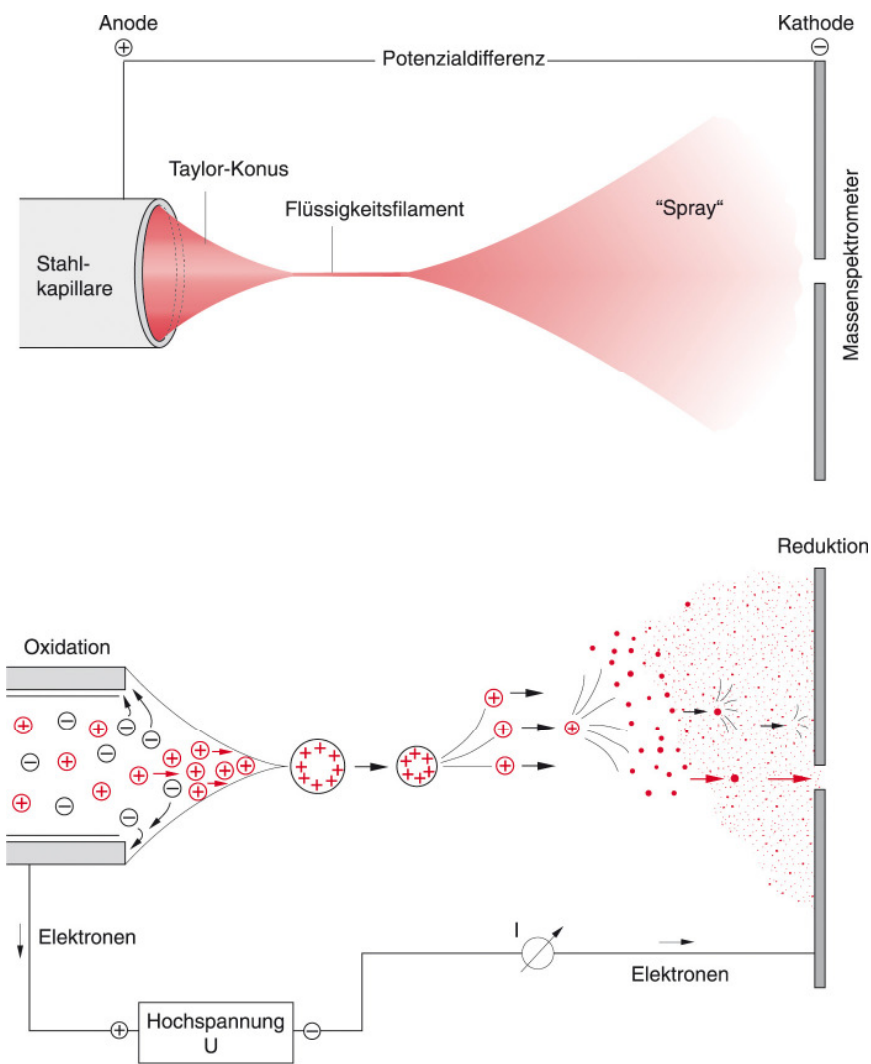 Anode
Kathode
⊕
⊖
Potenzialdifferenz
Taylor-Konus
Flüssigkeitsfilament
“Spray“
Stahl-
kapillare
Massenspektrometer
Reduktion
Oxidation
Elektronen
I
Elektronen
⊕
Hochspannung
U
⊖